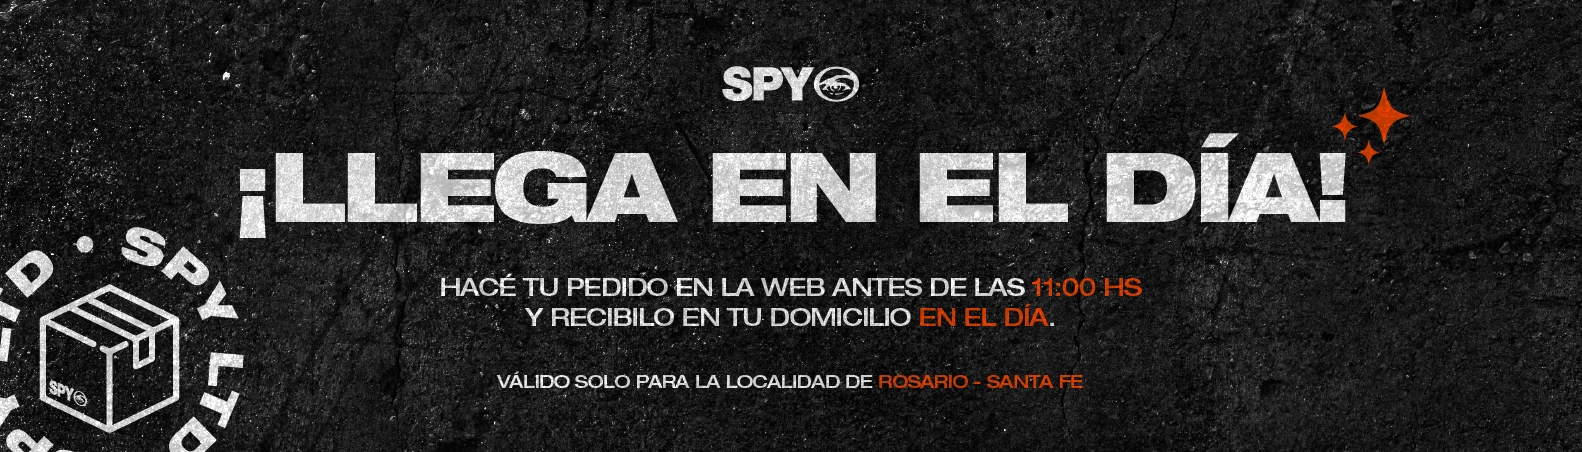 SPY
¡LLEGA EN EL DÍA!
HACÉ TU PEDIDO EN LA WEB ANTES DE LAS 11:00 HS
Y RECIBILO EN TU DOMICILIO EN EL DÍA.
VÁLIDO SOLO PARA LA LOCALIDAD DE ROSARIO - SANTA FE
SPY LTD •
SPY